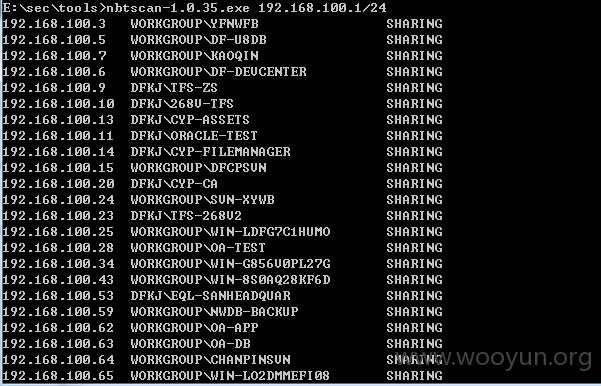 E:\sec\tools>nbtscan-1.0.35.exe 192.168.100.1/24
192.168.100.3 WORKGROUP\YFNWFB SHARING
192.168.100.5 WORKGROUP\DF-U8DB SHARING
192.168.100.7 WORKGROUP\KAOQIN SHARING
192.168.100.6 WORKGROUP\DF-DEVCENTER SHARING
192.168.100.9 DFKJ\TFS-ZS SHARING
192.168.100.10 DFKJ\268V-TFS SHARING
192.168.100.13 DFKJ\CYP-ASSETS SHARING
192.168.100.11 DFKJ\ORACLE-TEST SHARING
192.168.100.14 DFKJ\CYP-FILEMANAGER SHARING
192.168.100.15 WORKGROUP\DFCPSVN SHARING
192.168.100.20 DFKJ\CYP-CA SHARING
192.168.100.24 WORKGROUP\SVN-XYWB SHARING
192.168.100.23 DFKJ\TFS-268V2 SHARING
192.168.100.25 WORKGROUP\WIN-LDFG7C1HUMO SHARING
192.168.100.28 WORKGROUP\OA-TEST SHARING
192.168.100.34 WORKGROUP\WIN-G856V0PL27G SHARING
192.168.100.43 WORKGROUP\WIN-8S0AQ28KF6D SHARING
192.168.100.53 DFKJ\EQL-SANHEADQUAR SHARING
192.168.100.59 WORKGROUP\NWDB-BACKUP SHARING
192.168.100.62 WORKGROUP\OA-APP SHARING
192.168.100.63 WORKGROUP\OA-DB SHARING
192.168.100.64 WORKGROUP\CHANPINSVN SHARING
192.168.100.65 WORKGROUP\WIN-LO2DMMEFI08 SHARING
www.wooyun.org